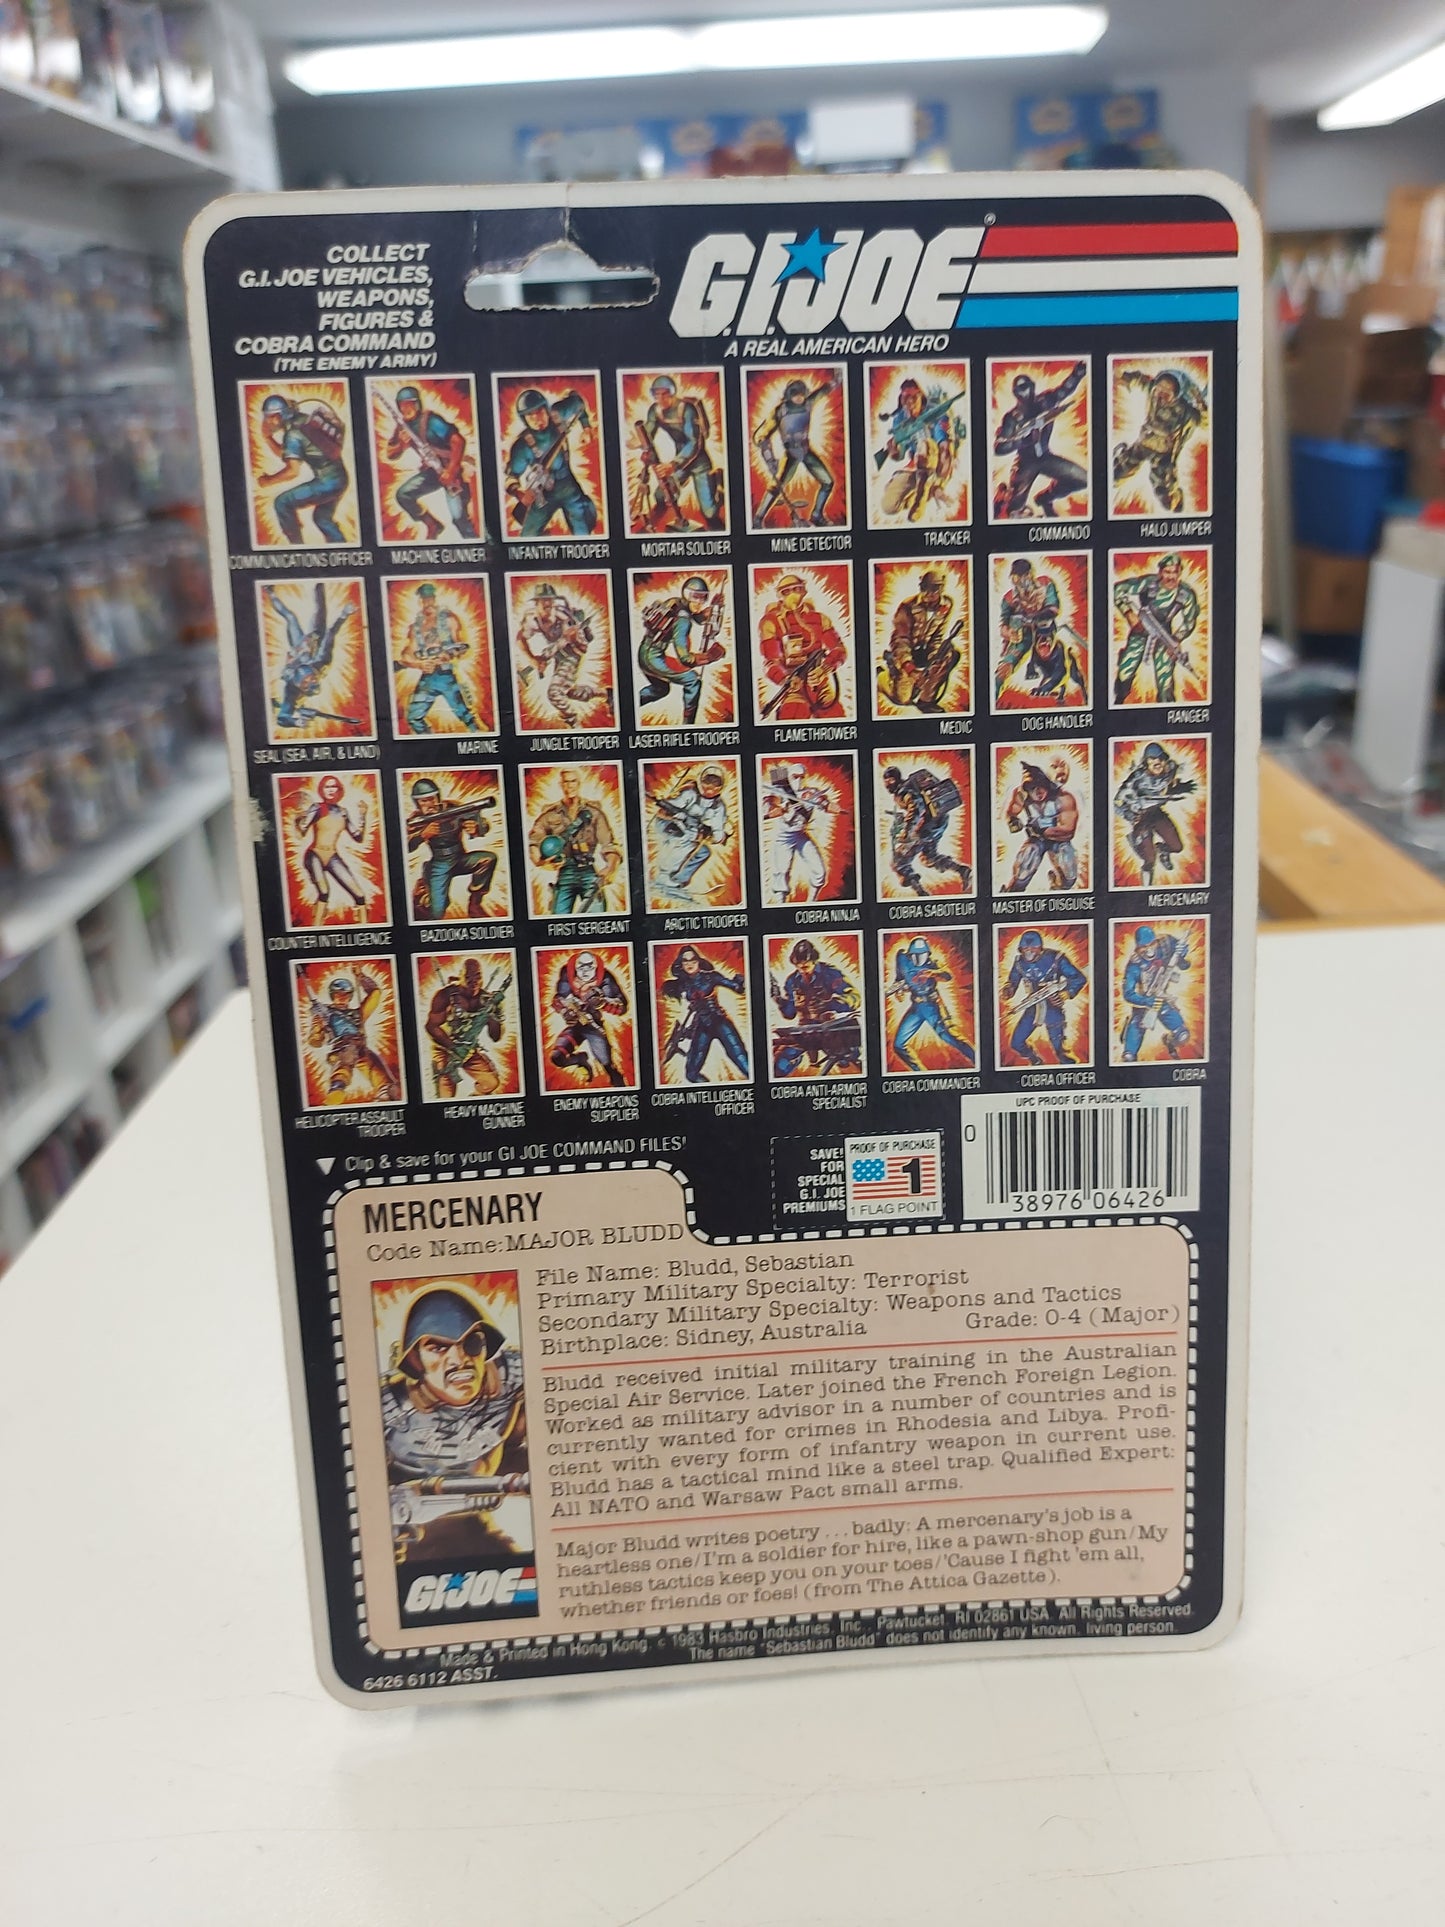 COLLECT
G.I. JOE VEHICLES,
WEAPONS,
FIGURES &
COBRA COMMAND
(THE ENEMY ARMY)
G.I.JOE®
A REAL AMERICAN HERO
COMMUNICATIONS OFFICER
MACHINE GUNNER
INFANTRY TROOPER
MORTAR SOLDIER
MINE DETECTOR
TRACKER
COMMANDO
HALO JUMPER
SEAL (SEA, AIR, & LAND)
MARINE
JUNGLE TROOPER
LASER RIFLE TROOPER
FLAMETHROWER
MEDIC
DOG HANDLER
RANGER
COUNTER INTELLIGENCE
BAZOOKA SOLDIER
FIRST SERGEANT
ARCTIC TROOPER
COBRA NINJA
COBRA SABOTEUR
MASTER OF DISGUISE
MERCENARY
HELICOPTER ASSAULT
TROOPER
HEAVY MACHINE
GUNNER
ENEMY WEAPONS
SUPPLIER
COBRA INTELLIGENCE
OFFICER
COBRA ANTI-ARMOR
SPECIALIST
COBRA COMMANDER
COBRA OFFICER
COBRA
Clip & save for your GI JOE COMMAND FILES!
SAVE!
FOR
SPECIAL
G.I. JOE
PREMIUMS
PROOF OF PURCHASE
1
1 FLAG POINT
UPC PROOF OF PURCHASE
0
38976 06426
MERCENARY
Code Name: MAJOR BLUDD
File Name: Bludd, Sebastian
Primary Military Specialty: Terrorist
Secondary Military Specialty: Weapons and Tactics
Birthplace: Sidney, Australia Grade: O-4 (Major)
Bludd received initial military training in the Australian
Special Air Service. Later joined the French Foreign Legion.
Worked as military advisor in a number of countries and is
currently wanted for crimes in Rhodesia and Libya. Profi-
cient with every form of infantry weapon in current use.
Bludd has a tactical mind like a steel trap. Qualified Expert:
All NATO and Warsaw Pact small arms.
Major Bludd writes poetry ... badly: A mercenary's job is a
heartless one/I'm a soldier for hire, like a pawn-shop gun/My
ruthless tactics keep you on your toes/'Cause I fight 'em all,
whether friends or foes! (from The Attica Gazette).
GIJOE
Made & Printed in Hong Kong. © 1983 Hasbro Industries, Inc., Pawtucket, RI 02861 USA. All Rights Reserved.
The name "Sebastian Bludd" does not identify any known, living person.
6426 6112 ASST.